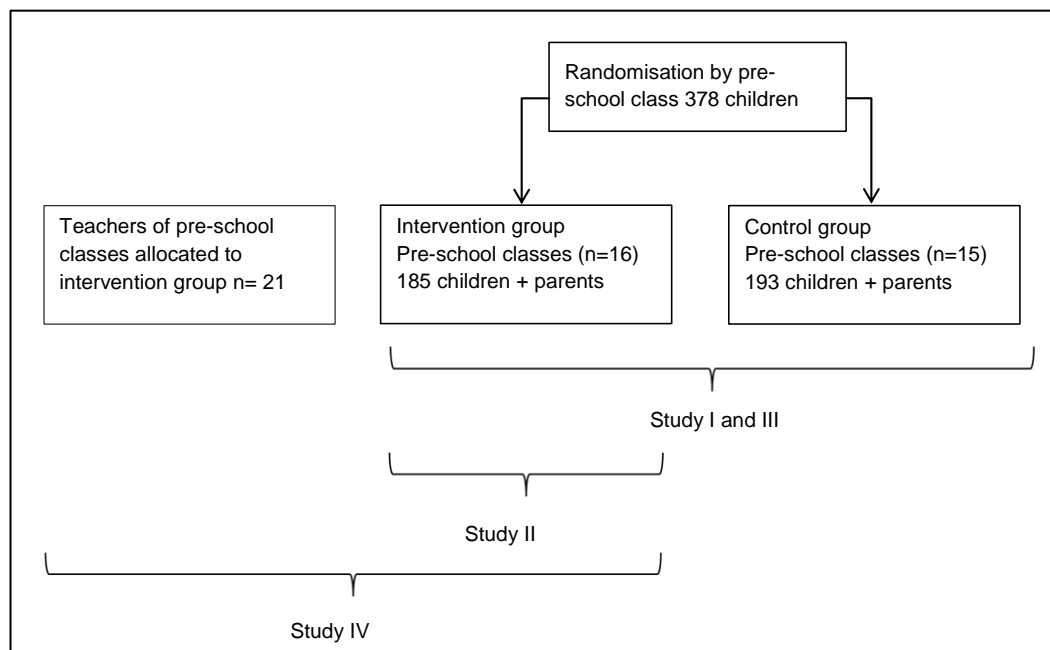 Randomisation by pre-
school class 378 children
Teachers of pre-school
classes allocated to
intervention group n= 21
Intervention group
Pre-school classes (n=16)
185 children + parents
Control group
Pre-school classes (n=15)
193 children + parents
Study I and III
Study II
Study IV